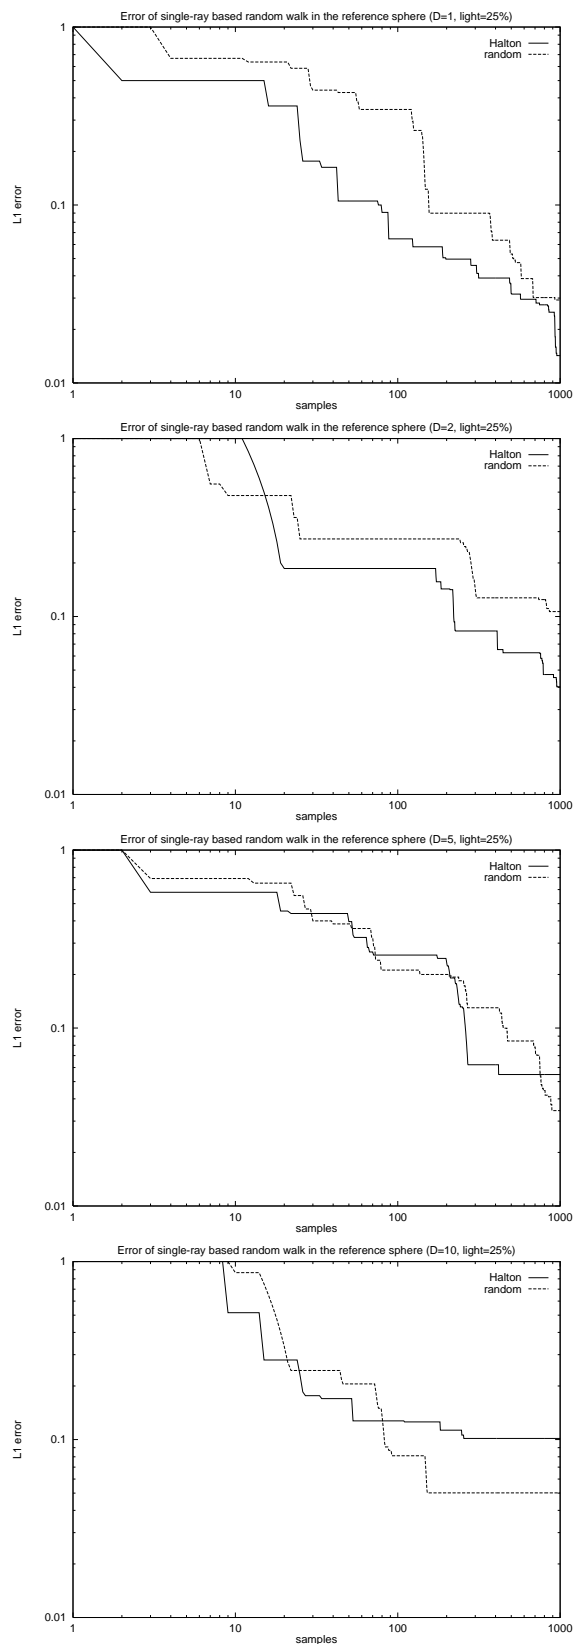 Error of single-ray based random walk in the reference sphere (D=1, light=25%)
1
Halton
random
0.1
L1 error
0.01
1
10
100
1000
samples
Error of single-ray based random walk in the reference sphere (D=2, light=25%)
1
Halton
random
0.1
L1 error
0.01
1
10
100
1000
samples
Error of single-ray based random walk in the reference sphere (D=5, light=25%)
1
Halton
random
0.1
L1 error
0.01
1
10
100
1000
samples
Error of single-ray based random walk in the reference sphere (D=10, light=25%)
1
Halton
random
0.1
L1 error
0.01
1
10
100
1000
samples